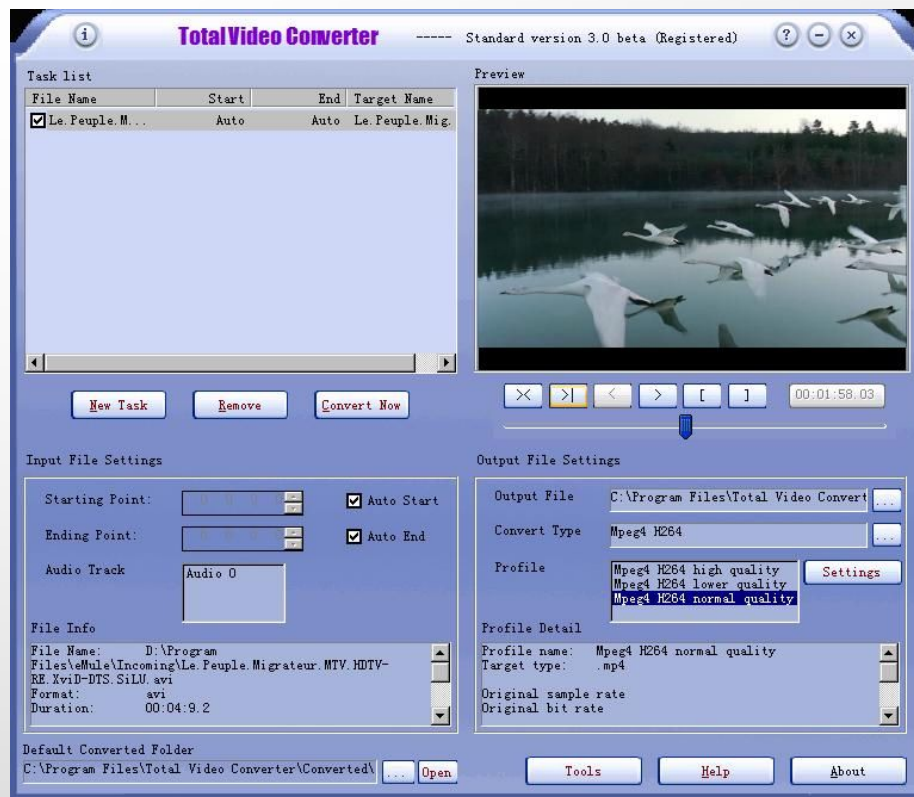 i
Total Video Converter ----- Standard version 3.0 beta (Registered) ?
Task list
File Name Start End Target Name
Le.Peuple.M... Auto Auto Le.Peuple.Mig.
New Task Remove Convert Now
Preview
>< >| < > [ ] 00:01:58.03
Input File Settings
Starting Point: Auto Start
Ending Point: Auto End
Audio Track Audio 0
File Info
File Name: D:\Program
Files\eMule\Incoming\Le.Peuple.Migrateur.MTV.HDTV-
RE.XviD-DTS.SiLU.avi
Format: avi
Duration: 00:04:9.2
Output File Settings
Output File C:\Program Files\Total Video Convert ...
Convert Type Mpeg4 H264 ...
Profile Mpeg4 H264 high quality Settings
Mpeg4 H264 lower quality
Mpeg4 H264 normal quality
Profile Detail
Profile name: Mpeg4 H264 normal quality
Target type: .mp4
Original sample rate
Original bit rate
Default Converted Folder
C:\Program Files\Total Video Converter\Converted\ ... Open
Tools Help About